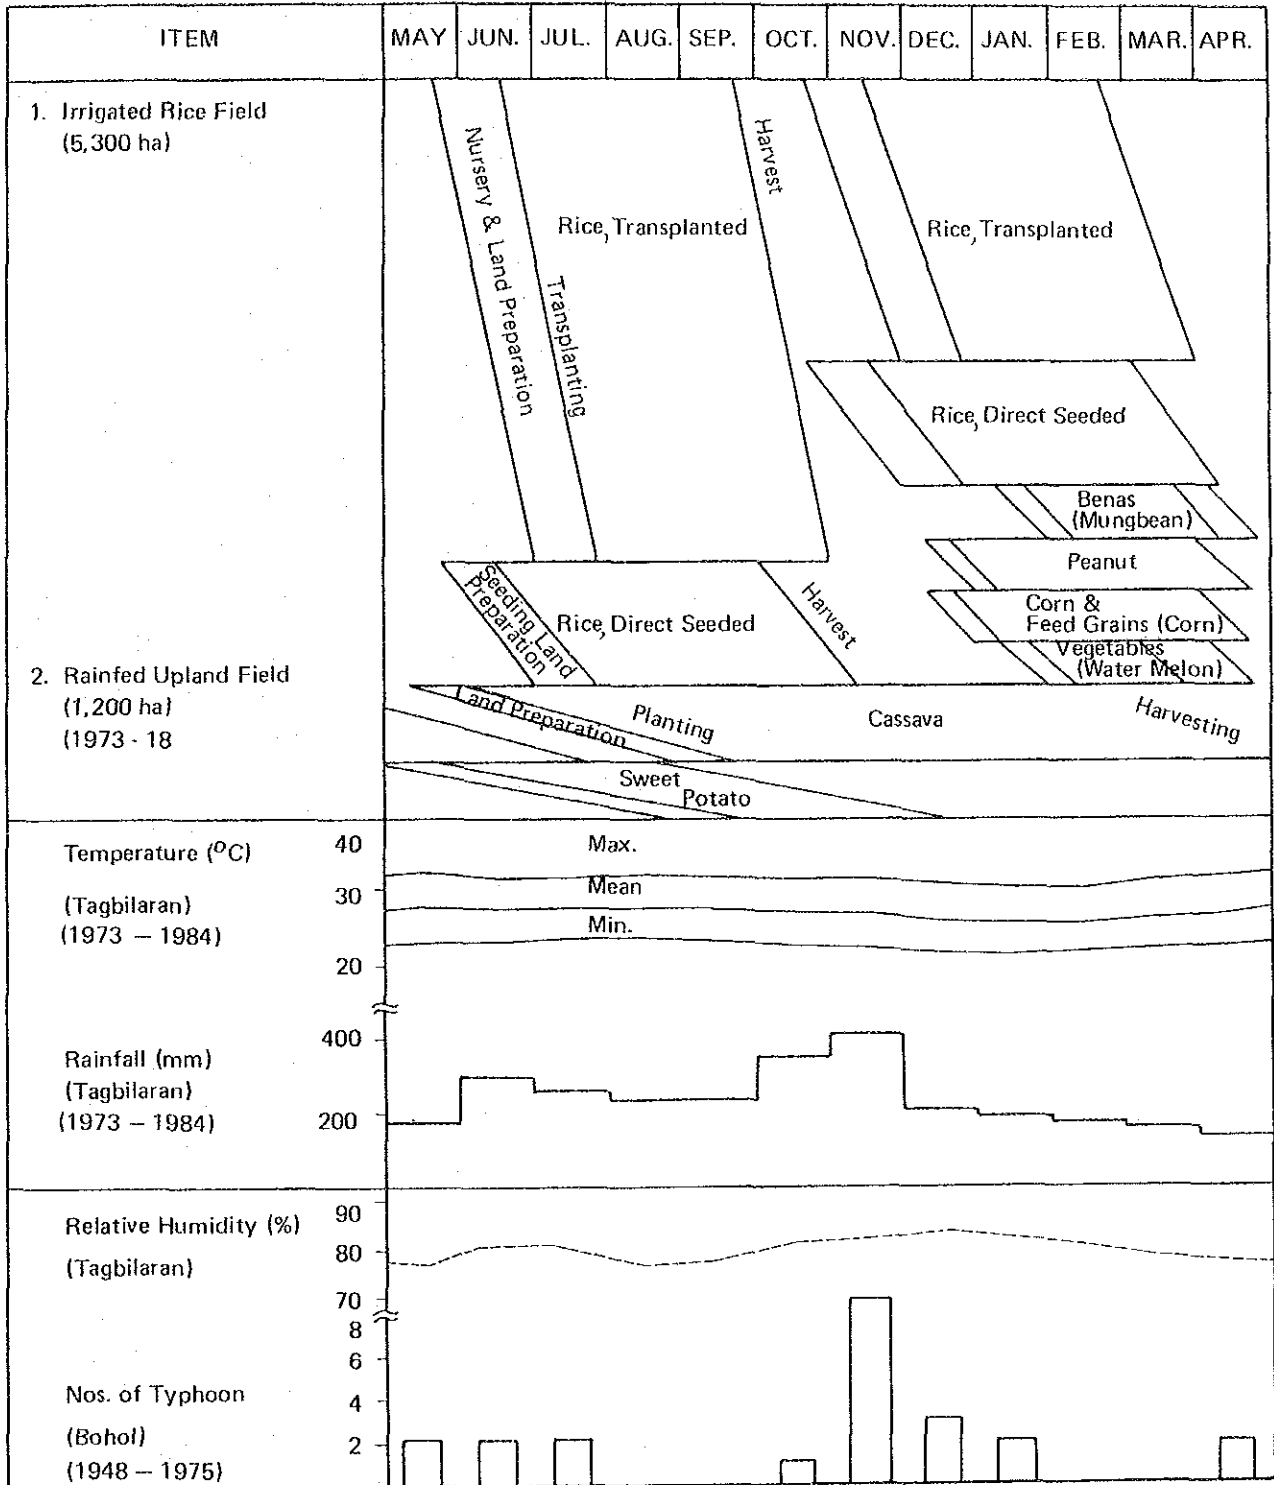 ITEM MAY JUN. JUL. AUG. SEP. OCT. NOV. DEC. JAN. FEB. MAR. APR.
1. Irrigated Rice Field
(5,300 ha)
Nursery & Land Preparation
Transplanting
Rice, Transplanted
Harvest
Rice, Transplanted
Rice, Direct Seeded
Benas
(Mungbean)
Peanut
Corn &
Feed Grains (Corn)
Vegetables
(Water Melon)
Seeding Land
Preparation
Rice, Direct Seeded
Harvest
2. Rainfed Upland Field
(1,200 ha)
(1973 - 18
Land Preparation
Planting
Cassava
Harvesting
Sweet
Potato
Temperature (°C)
(Tagbilaran)
(1973 – 1984)
40
30
20
Max.
Mean
Min.
Rainfall (mm)
(Tagbilaran)
(1973 – 1984)
400
200
Relative Humidity (%)
(Tagbilaran)
90
80
70
Nos. of Typhoon
(Bohol)
(1948 – 1975)
8
6
4
2